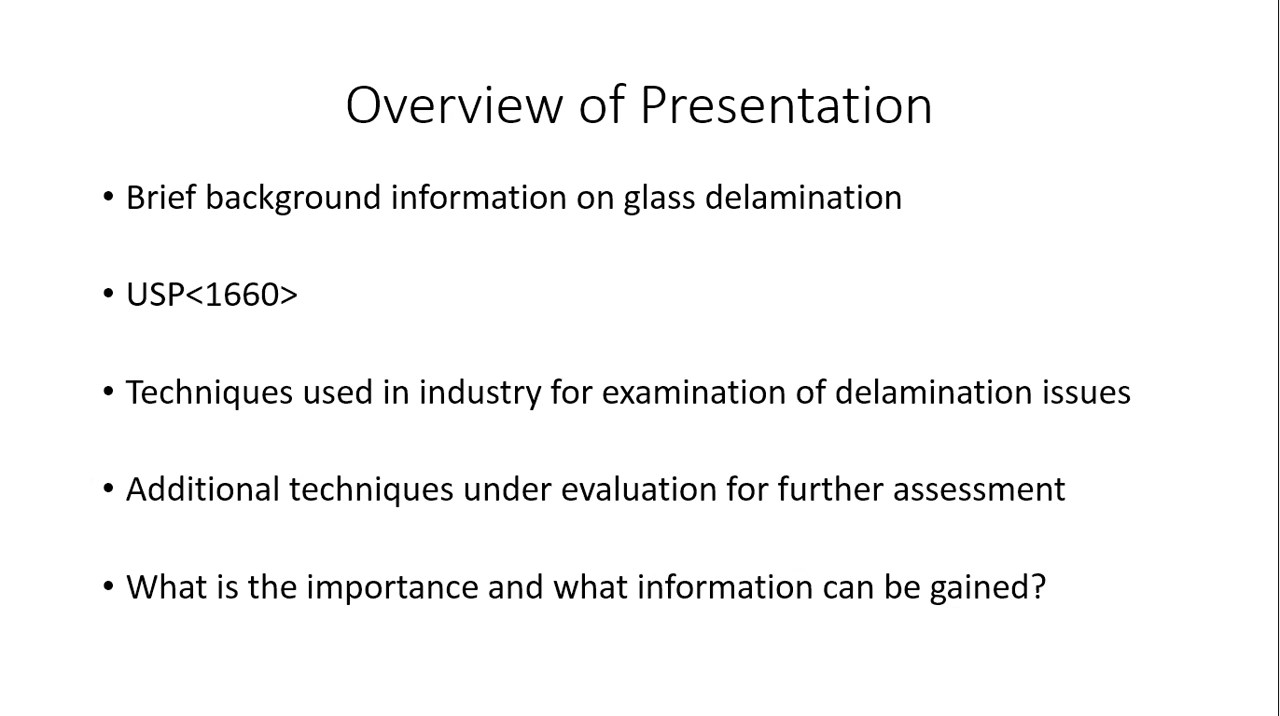 Overview of Presentation
• Brief background information on glass delamination
• USP<1660>
• Techniques used in industry for examination of delamination issues
• Additional techniques under evaluation for further assessment
• What is the importance and what information can be gained?